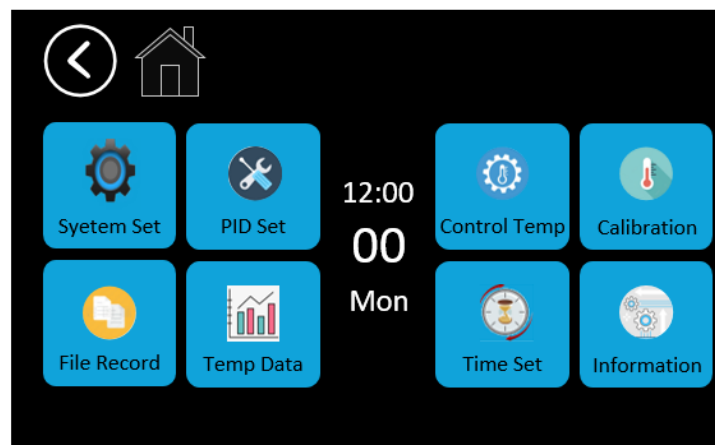 12:00
00
Mon
Syetem Set
PID Set
Control Temp
Calibration
File Record
Temp Data
Time Set
Information